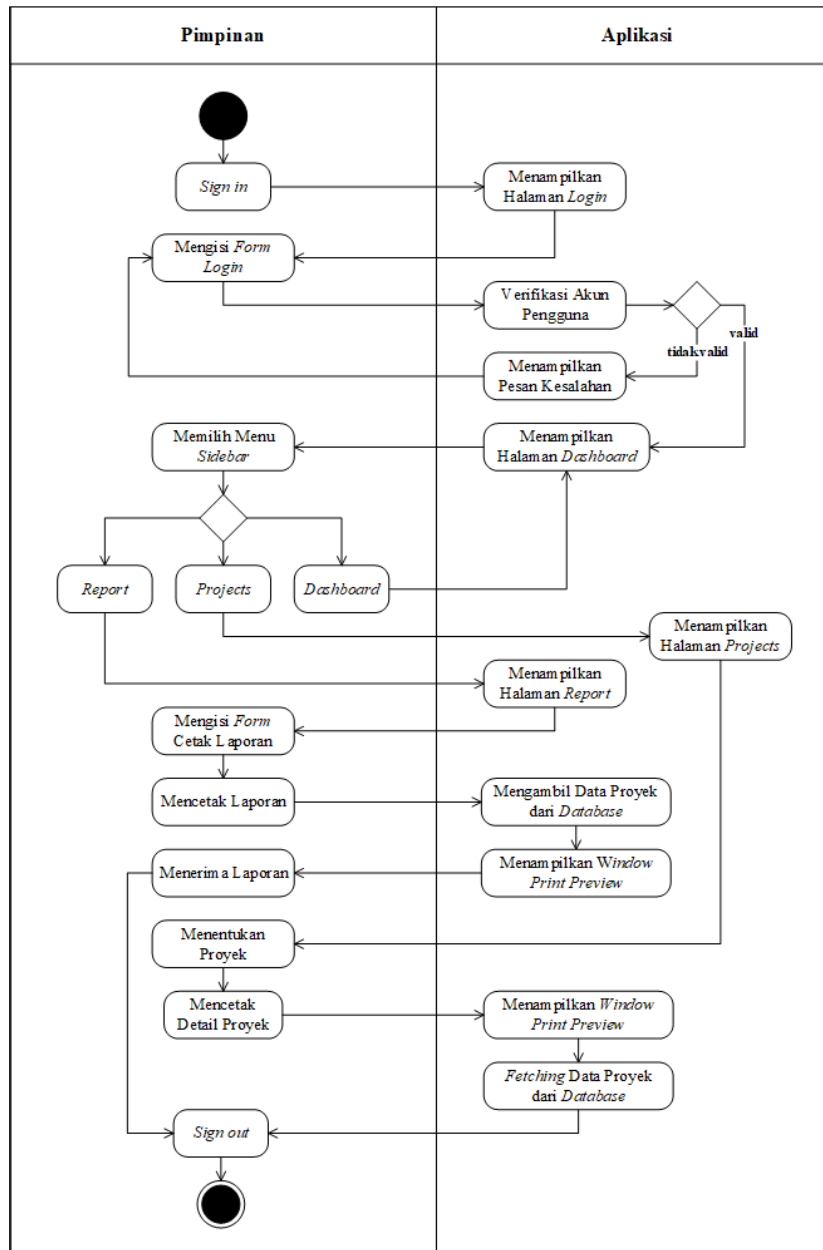 Pimpinan
Aplikasi
Sign in
Menampilkan
Halaman Login
Mengisi Form
Login
Verifikasi Akun
Pengguna
valid
tidak valid
Menampilkan
Pesan Kesalahan
Memilih Menu
Sidebar
Menampilkan
Halaman Dashboard
Report
Projects
Dashboard
Menampilkan
Halaman Projects
Menampilkan
Halaman Report
Mengisi Form
Cetak Laporan
Mencetak Laporan
Mengambil Data Proyek
dari Database
Menerima Laporan
Menampilkan Window
Print Preview
Menentukan
Proyek
Mencetak
Detail Proyek
Menampilkan Window
Print Preview
Fetching Data Proyek
dari Database
Sign out